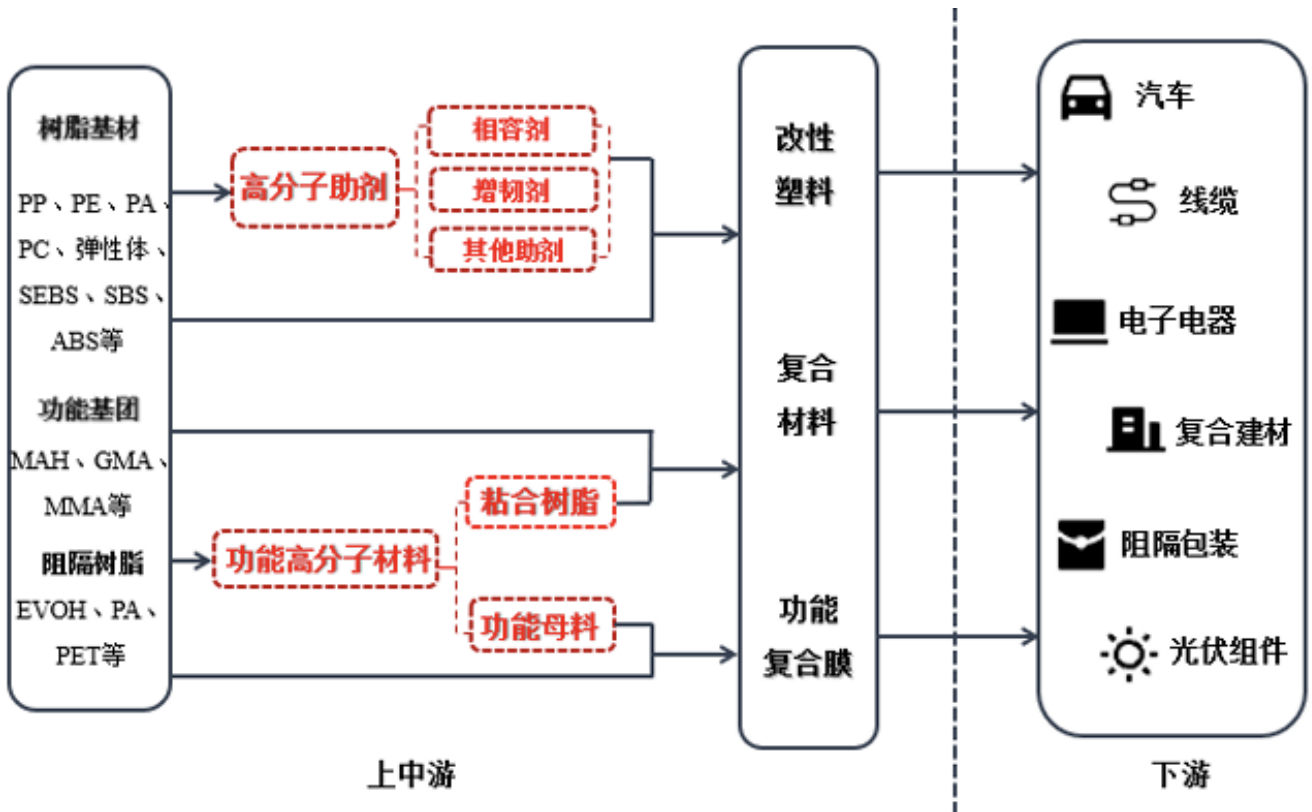 树脂基材
PP、PE、PA、
PC、弹性体、
SEBS、SBS、
ABS等
功能基团
MAH、GMA、
MMA等
阻隔树脂
EVOH、PA、
PET等
高分子助剂
相容剂
增韧剂
其他助剂
功能高分子材料
粘合树脂
功能母料
改性
塑料
复合
材料
功能
复合膜
上中游
汽车
线缆
电子电器
复合建材
阻隔包装
光伏组件
下游